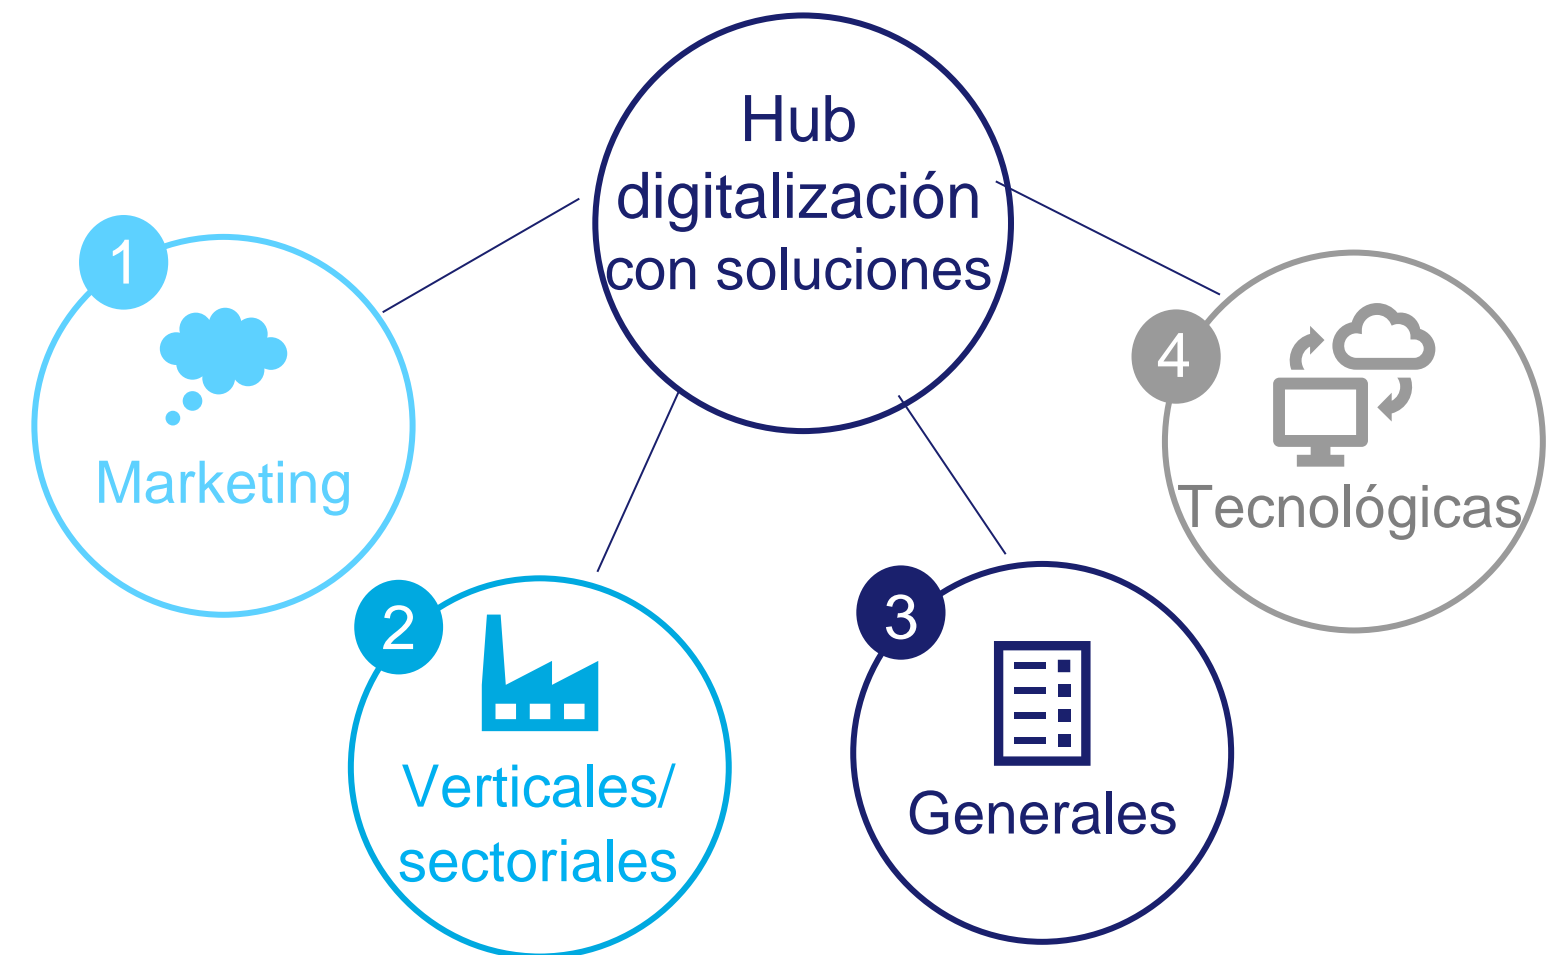 Hub
digitalización
con soluciones
1
Marketing
2
Verticales/
sectoriales
3
Generales
4
Tecnológicas